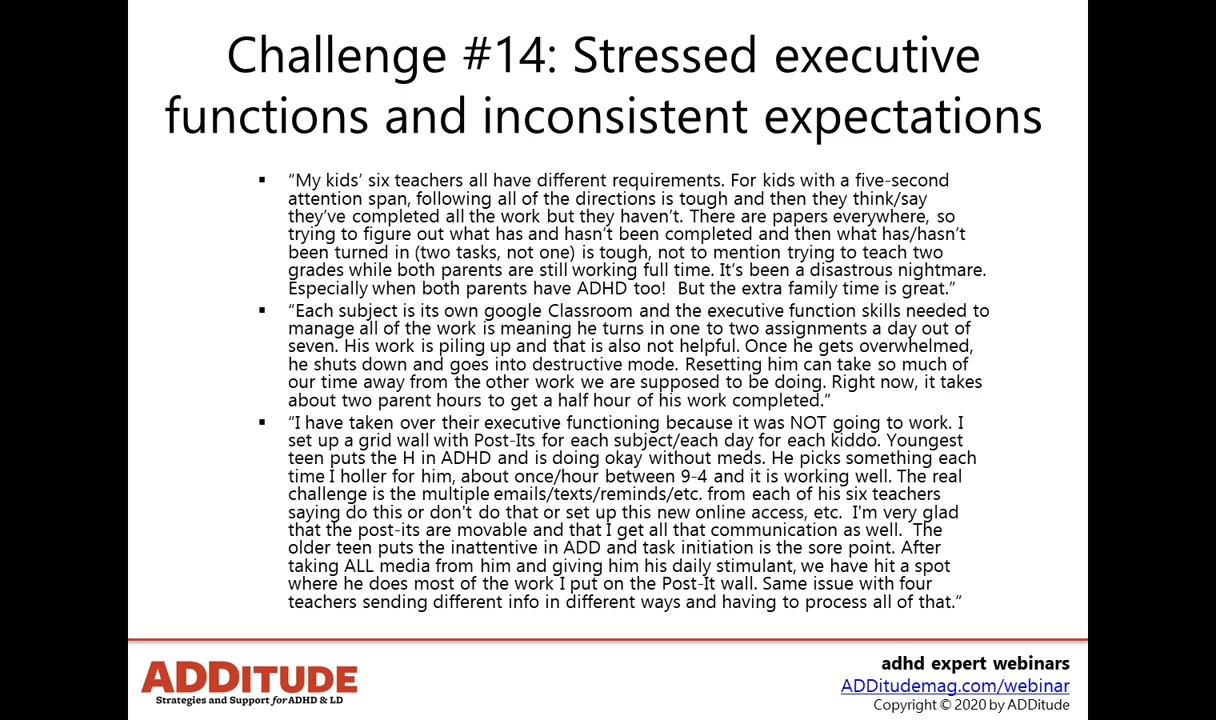 Challenge #14: Stressed executive
functions and inconsistent expectations
▪ “My kids’ six teachers all have different requirements. For kids with a five-second
attention span, following all of the directions is tough and then they think/say
they’ve completed all the work but they haven’t. There are papers everywhere, so
trying to figure out what has and hasn’t been completed and then what has/hasn’t
been turned in (two tasks, not one) is tough, not to mention trying to teach two
grades while both parents are still working full time. It’s been a disastrous nightmare.
Especially when both parents have ADHD too!  But the extra family time is great.”
▪ “Each subject is its own google Classroom and the executive function skills needed to
manage all of the work is meaning he turns in one to two assignments a day out of
seven. His work is piling up and that is also not helpful. Once he gets overwhelmed,
he shuts down and goes into destructive mode. Resetting him can take so much of
our time away from the other work we are supposed to be doing. Right now, it takes
about two parent hours to get a half hour of his work completed.”
▪ “I have taken over their executive functioning because it was NOT going to work. I
set up a grid wall with Post-Its for each subject/each day for each kiddo. Youngest
teen puts the H in ADHD and is doing okay without meds. He picks something each
time I holler for him, about once/hour between 9-4 and it is working well. The real
challenge is the multiple emails/texts/reminds/etc. from each of his six teachers
saying do this or don't do that or set up this new online access, etc.  I'm very glad
that the post-its are movable and that I get all that communication as well.  The
older teen puts the inattentive in ADD and task initiation is the sore point. After
taking ALL media from him and giving him his daily stimulant, we have hit a spot
where he does most of the work I put on the Post-It wall. Same issue with four
teachers sending different info in different ways and having to process all of that.”
ADDITUDE
Strategies and Support for ADHD & LD
adhd expert webinars
ADDitudemag.com/webinar
Copyright © 2020 by ADDitude